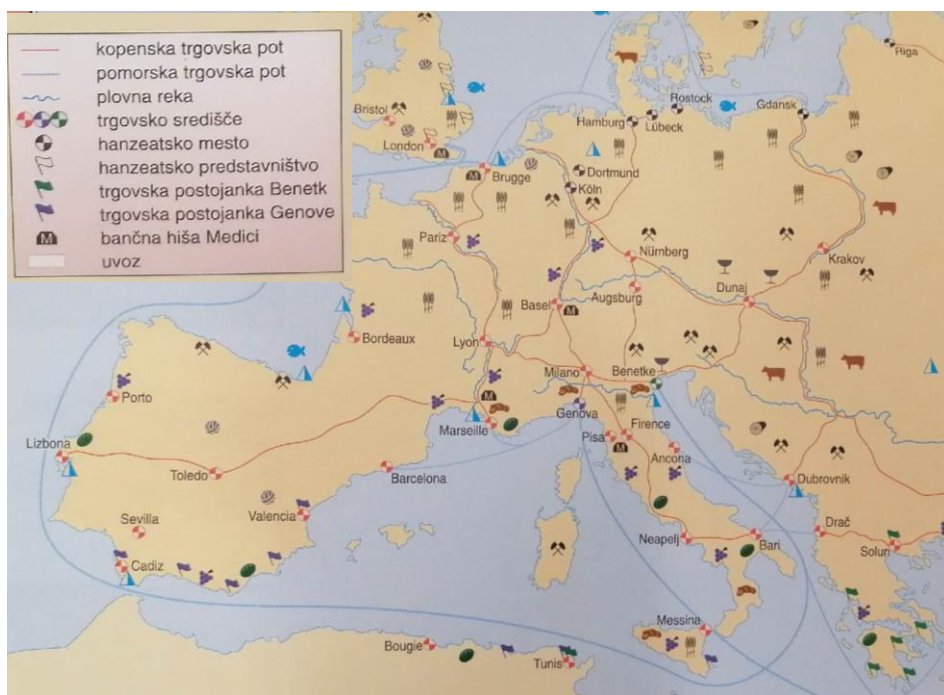 kopenska trgovska pot
pomorska trgovska pot
plovna reka
trgovsko središče
hanzeatsko mesto
hanzeatsko predstavništvo
trgovska postojanka Benetk
trgovska postojanka Genove
M bančna hiša Medici
uvoz
Riga
Bristol
London
M
Hamburg
Lübeck
Rostock
Gdansk
M
Brugge
Dortmund
Köln
Pariz
Nürnberg
Krakov
Augsburg
Dunaj
Basel
M
Bordeaux
Lyon
Milano
Benetke
Porto
M
Marseille
Genova
Pisa
Firence
M
Ancona
Lizbona
Toledo
Barcelona
Dubrovnik
Sevilla
Valencia
Neapelj
Bari
Drač
Solun
Cadiz
Messina
Bougie
Tunis